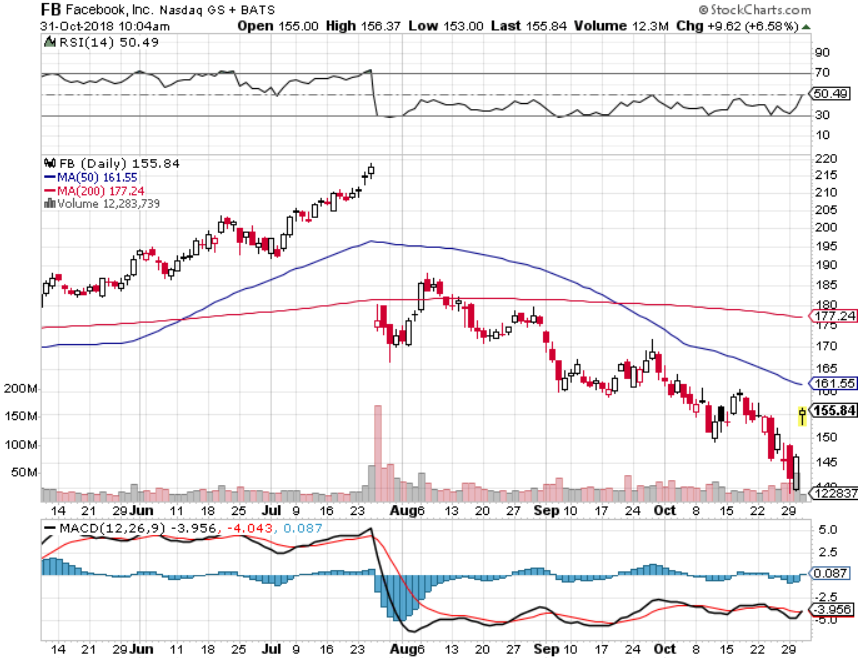 FB Facebook, Inc. Nasdaq GS + BATS © StockCharts.com
31-Oct-2018 10:04am Open 155.00 High 156.37 Low 153.00 Last 155.84 Volume 12.3M Chg +9.62 (+6.58%)
RSI(14) 50.49
90
70
50.49
30
10
FB (Daily) 155.84
MA(50) 161.55
MA(200) 177.24
Volume 12,283,739
220
215
210
205
200
195
190
185
180
177.24
175
170
165
161.55
160
155.84
150
145
122837
200M
150M
100M
50M
14 21 29 Jun 11 18 25 Jul 9 16 23 Aug 6 13 20 27 Sep 10 17 24 Oct 8 15 22 29
MACD(12,26,9) -3.956, -4.043, 0.087
5.0
2.5
0.087
-2.5
-3.956
-5.0
14 21 29 Jun 11 18 25 Jul 9 16 23 Aug 6 13 20 27 Sep 10 17 24 Oct 8 15 22 29